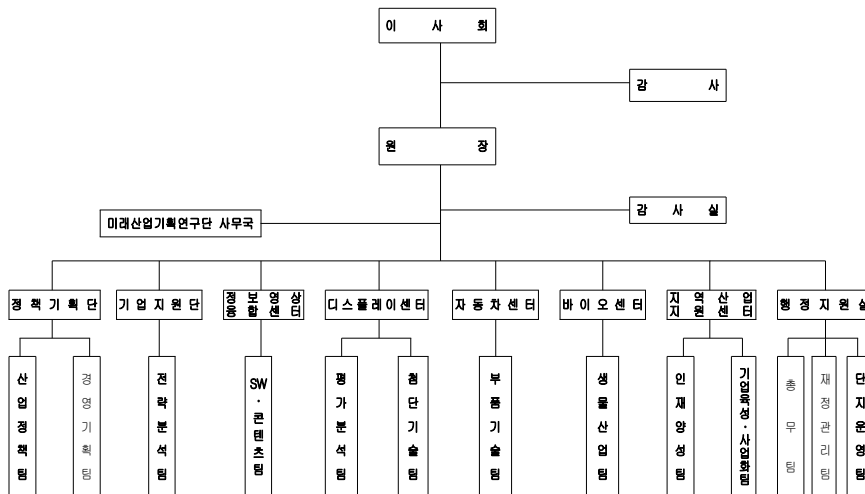 이 사 회
감 사
원 장
감 사 실
미래산업기획연구단 사무국
정책기획단
기업지원단
정보영상
융합센터
디스플레이센터
자동차센터
바이오센터
지역산업
지원센터
행정지원실
산업정책팀
경영기획팀
전략분석팀
SW·콘텐츠팀
평가분석팀
첨단기술팀
부품기술팀
생물산업팀
인재양성팀
기업육성·사업화팀
총무팀
재정관리팀
단지운영팀